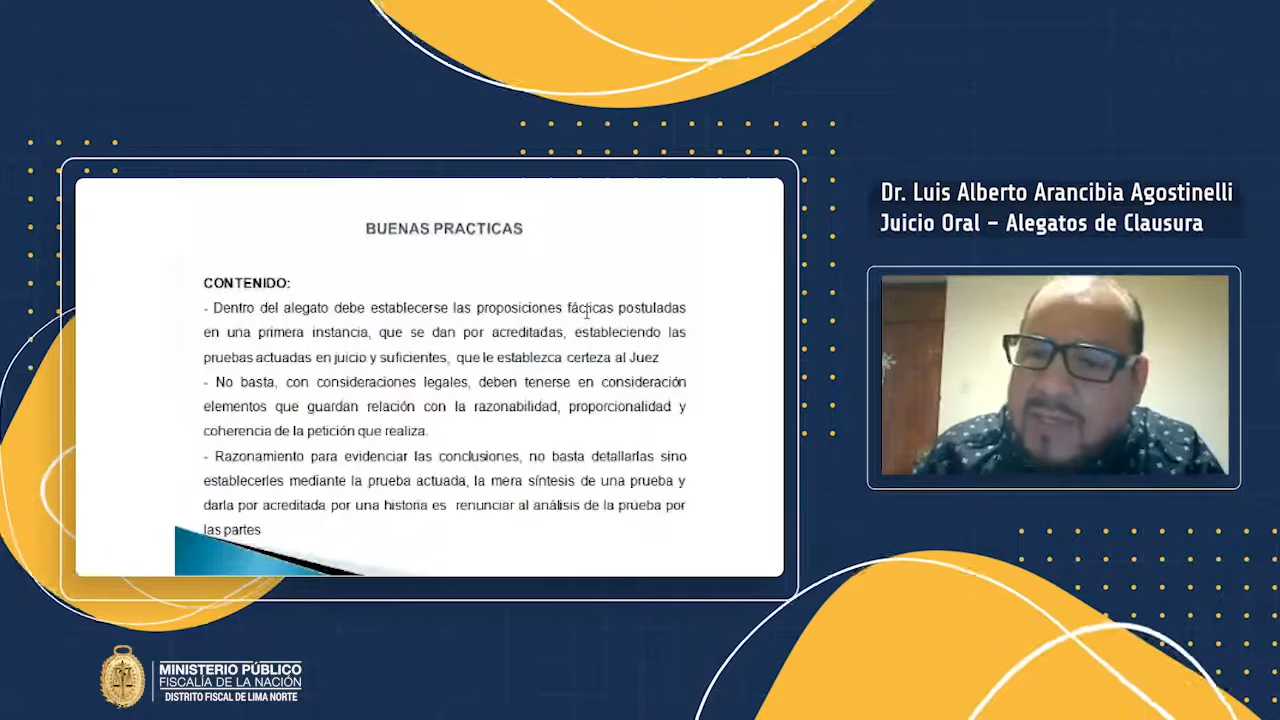 BUENAS PRACTICAS
CONTENIDO:
- Dentro del alegato debe establecerse las proposiciones fácticas postuladas
en una primera instancia, que se dan por acreditadas, estableciendo las
pruebas actuadas en juicio y suficientes, que le establezca certeza al Juez
- No basta, con consideraciones legales, deben tenerse en consideración
elementos que guardan relación con la razonabilidad, proporcionalidad y
coherencia de la petición que realiza.
- Razonamiento para evidenciar las conclusiones, no basta detallarlas sino
establecerles mediante la prueba actuada, la mera síntesis de una prueba y
darla por acreditada por una historia es renunciar al análisis de la prueba por
las partes
Dr. Luis Alberto Arancibia Agostinelli
Juicio Oral – Alegatos de Clausura
MINISTERIO PÚBLICO
FISCALÍA DE LA NACIÓN
DISTRITO FISCAL DE LIMA NORTE